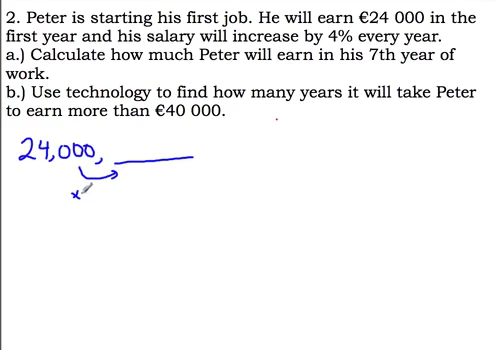 2. Peter is starting his first job. He will earn €24 000 in the
first year and his salary will increase by 4% every year.
a.) Calculate how much Peter will earn in his 7th year of
work.
b.) Use technology to find how many years it will take Peter
to earn more than €40 000.
24,000, ______
x